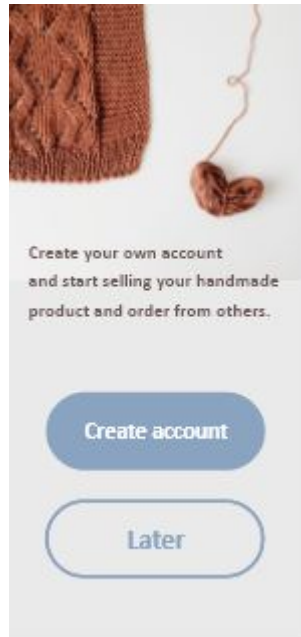 Create your own account
and start selling your handmade
product and order from others.
Create account
Later